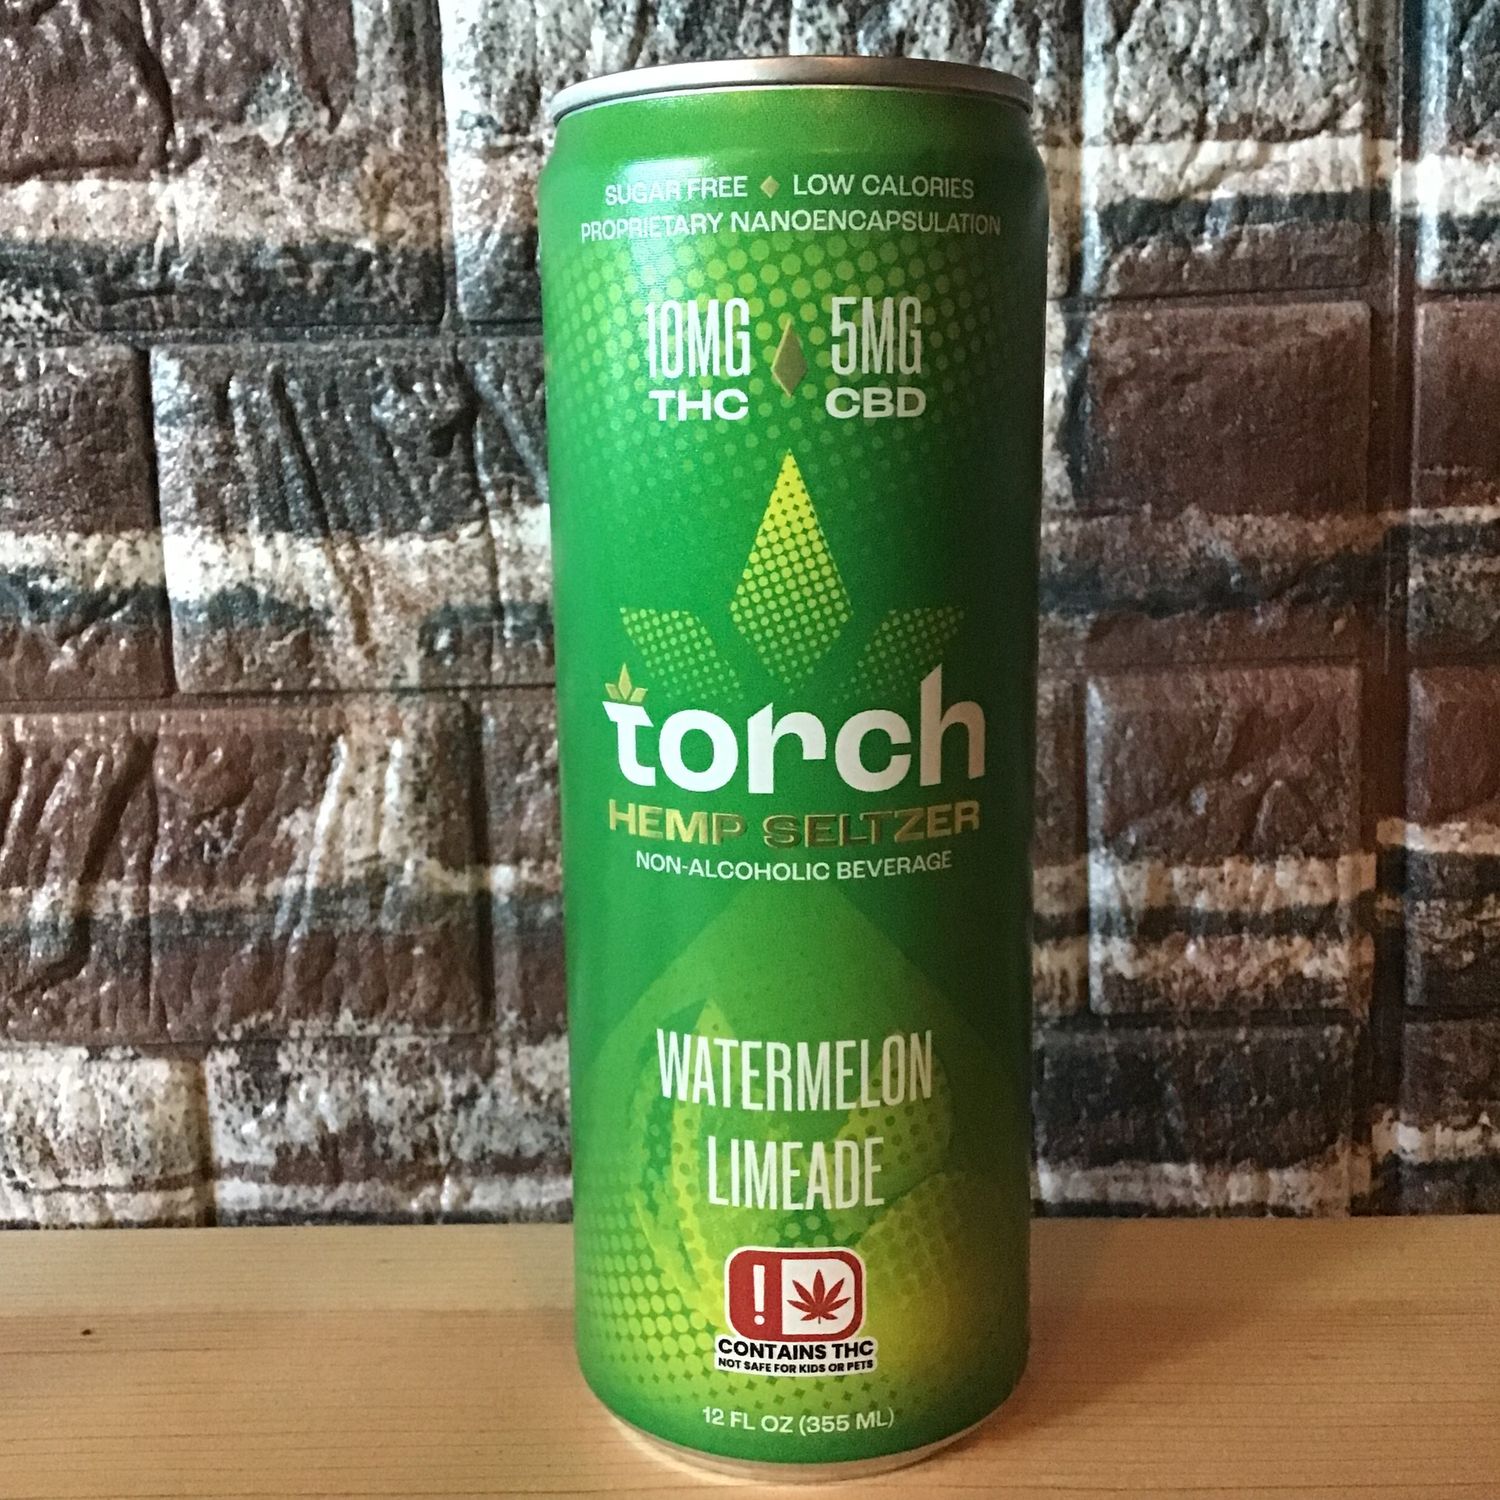 SUGAR FREE LOW CALORIES
PROPRIETARY NANOENCAPSULATION
10MG 5MG
THC CBD
torch
HEMP SELTZER
NON-ALCOHOLIC BEVERAGE
WATERMELON
LIMEADE
!
CONTAINS THC
NOT SAFE FOR KIDS OR PETS
12 FL OZ (355 ML)